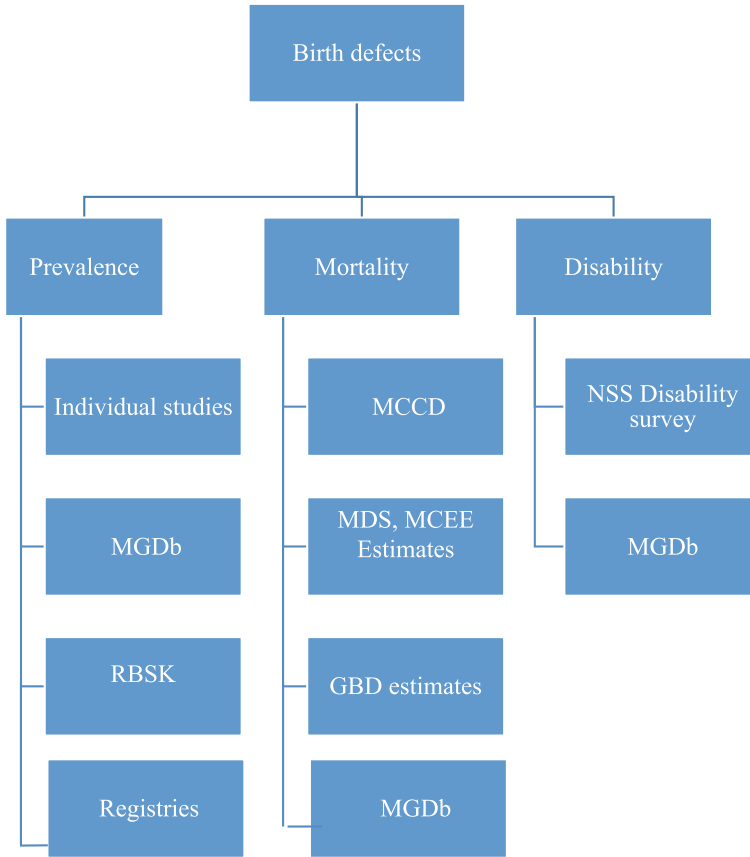 Birth defects
Prevalence
Mortality
Disability
Individual studies
MGDb
RBSK
Registries
MCCD
MDS, MCEE
Estimates
GBD estimates
MGDb
NSS Disability
survey
MGDb